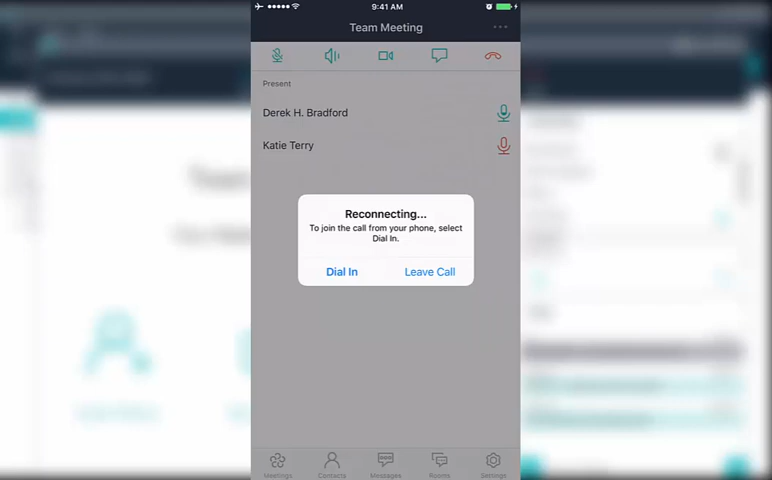 9:41 AM
Team Meeting
Present
Derek H. Bradford
Katie Terry
Reconnecting...
To join the call from your phone, select
Dial In.
Dial In
Leave Call
Meetings
Contacts
Messages
Rooms
Settings